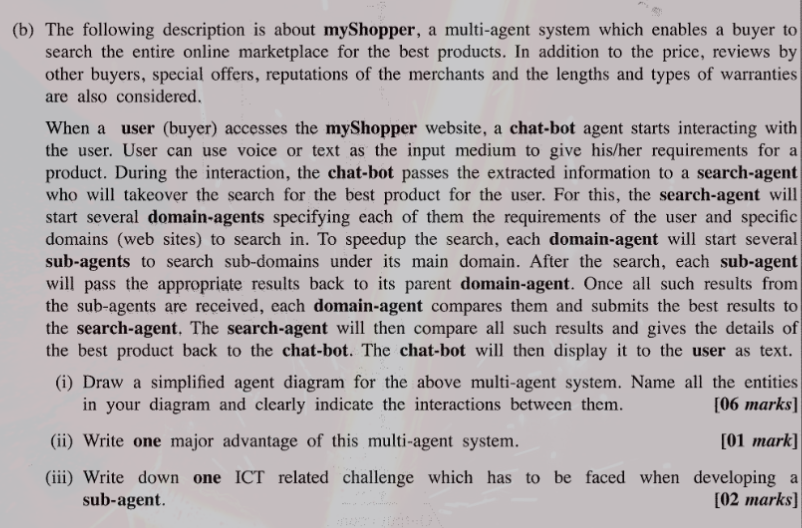 (b) The following description is about myShopper, a multi-agent system which enables a buyer to
search the entire online marketplace for the best products. In addition to the price, reviews by
other buyers, special offers, reputations of the merchants and the lengths and types of warranties
are also considered.
When a user (buyer) accesses the myShopper website, a chat-bot agent starts interacting with
the user. User can use voice or text as the input medium to give his/her requirements for a
product. During the interaction, the chat-bot passes the extracted information to a search-agent
who will takeover the search for the best product for the user. For this, the search-agent will
start several domain-agents specifying each of them the requirements of the user and specific
domains (web sites) to search in. To speedup the search, each domain-agent will start several
sub-agents to search sub-domains under its main domain. After the search, each sub-agent
will pass the appropriate results back to its parent domain-agent. Once all such results from
the sub-agents are received, each domain-agent compares them and submits the best results to
the search-agent. The search-agent will then compare all such results and gives the details of
the best product back to the chat-bot. The chat-bot will then display it to the user as text.
(i) Draw a simplified agent diagram for the above multi-agent system. Name all the entities
in your diagram and clearly indicate the interactions between them. [06 marks]
(ii) Write one major advantage of this multi-agent system. [01 mark]
(iii) Write down one ICT related challenge which has to be faced when developing a
sub-agent. [02 marks]